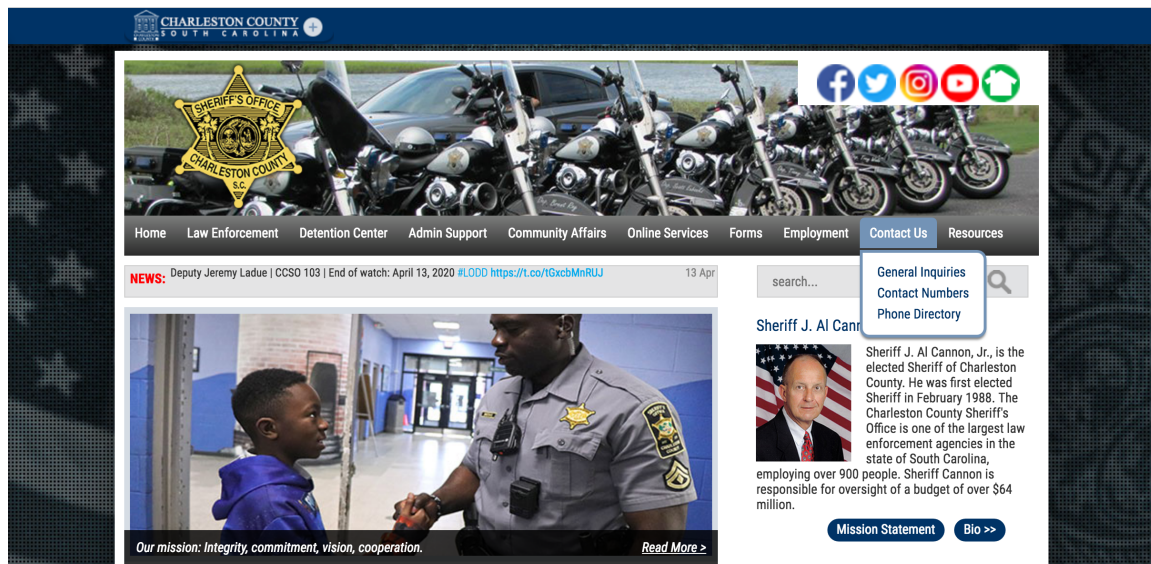 CHARLESTON COUNTY
SOUTH CAROLINA
SHERIFF'S OFFICE
CHARLESTON COUNTY
S.C.
Home Law Enforcement Detention Center Admin Support Community Affairs Online Services Forms Employment Contact Us Resources
General Inquiries
Contact Numbers
Phone Directory
NEWS: Deputy Jeremy Ladue | CCSO 103 | End of watch: April 13, 2020 #LODD https://t.co/tGxcbMnRUJ 13 Apr
search...
Our mission: Integrity, commitment, vision, cooperation. Read More >
Sheriff J. Al Cann
Sheriff J. Al Cannon, Jr., is the
elected Sheriff of Charleston
County. He was first elected
Sheriff in February 1988. The
Charleston County Sheriff's
Office is one of the largest law
enforcement agencies in the
state of South Carolina,
employing over 900 people. Sheriff Cannon is
responsible for oversight of a budget of over $64
million.
Mission Statement Bio >>